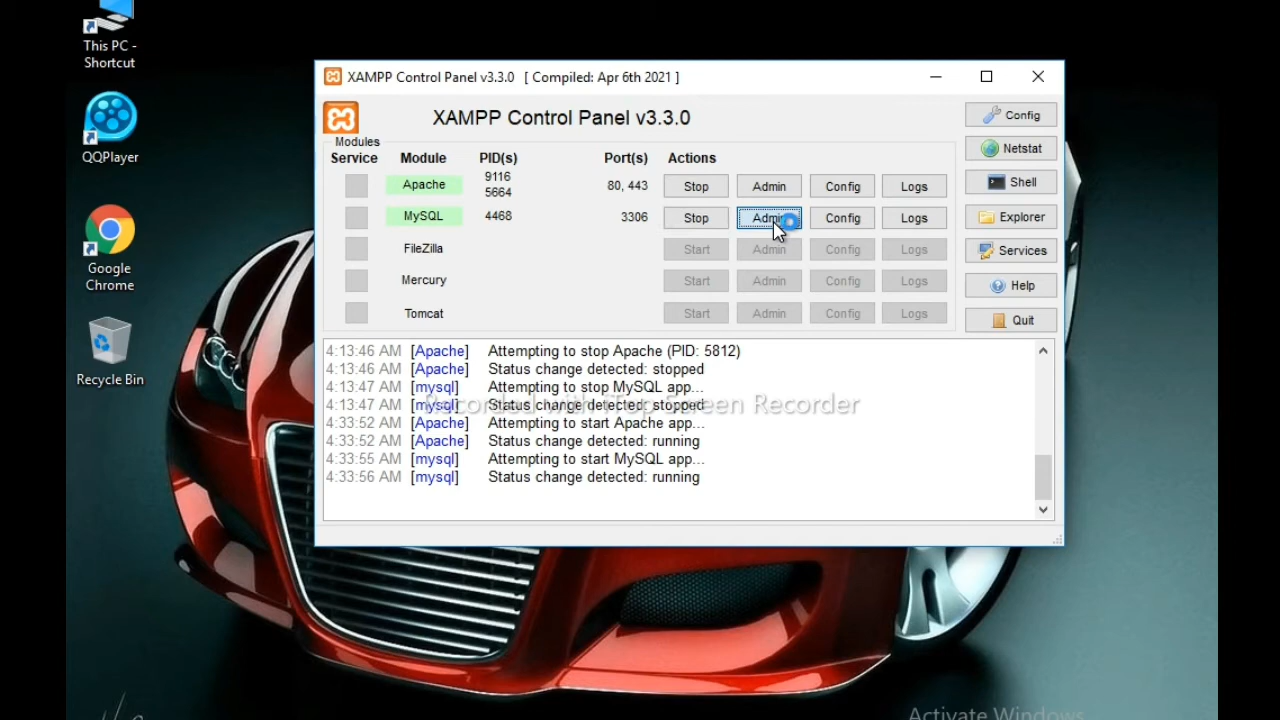 This PC -
Shortcut
QQPlayer
Google
Chrome
Recycle Bin
XAMPP Control Panel v3.3.0 [ Compiled: Apr 6th 2021 ]
XAMPP Control Panel v3.3.0
Config
Modules
Service Module PID(s) Port(s) Actions
Netstat
Apache 9116 5664 80, 443 Stop Admin Config Logs
Shell
MySQL 4468 3306 Stop Admin Config Logs
Explorer
FileZilla Start Admin Config Logs
Services
Mercury Start Admin Config Logs
Help
Tomcat Start Admin Config Logs
Quit
4:13:46 AM [Apache] Attempting to stop Apache (PID: 5812)
4:13:46 AM [Apache] Status change detected: stopped
4:13:47 AM [mysql] Attempting to stop MySQL app...
4:13:47 AM [mysql] Status change detected: stopped
Recorded with iTop Screen Recorder
4:33:52 AM [Apache] Attempting to start Apache app...
4:33:52 AM [Apache] Status change detected: running
4:33:55 AM [mysql] Attempting to start MySQL app...
4:33:56 AM [mysql] Status change detected: running
Activate Windows